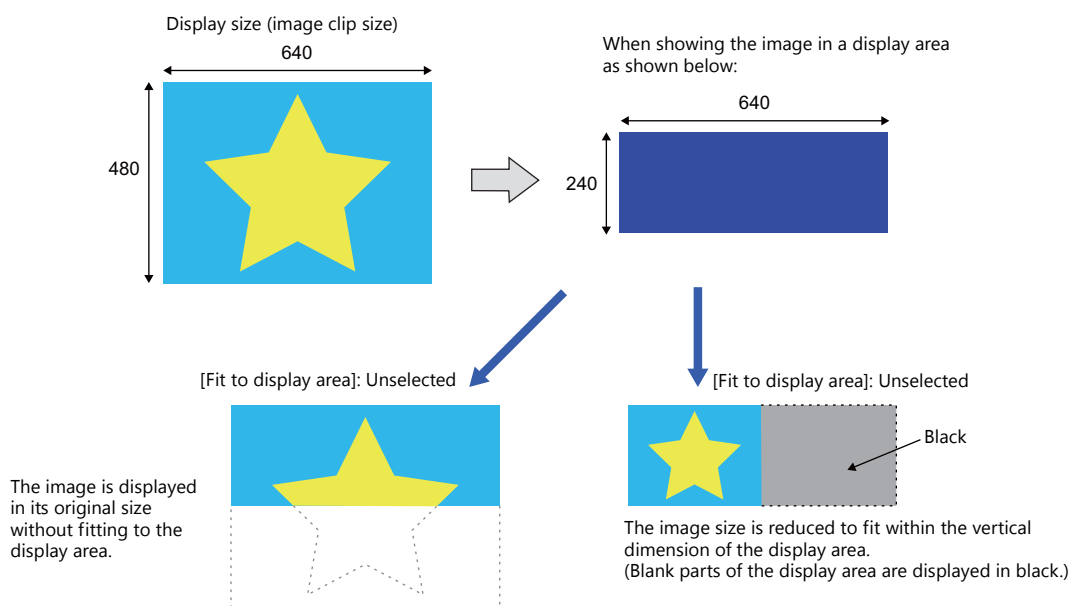 Display size (image clip size)
640
480
When showing the image in a display area
as shown below:
640
240
[Fit to display area]: Unselected
The image is displayed
in its original size
without fitting to the
display area.
[Fit to display area]: Unselected
Black
The image size is reduced to fit within the vertical
dimension of the display area.
(Blank parts of the display area are displayed in black.)